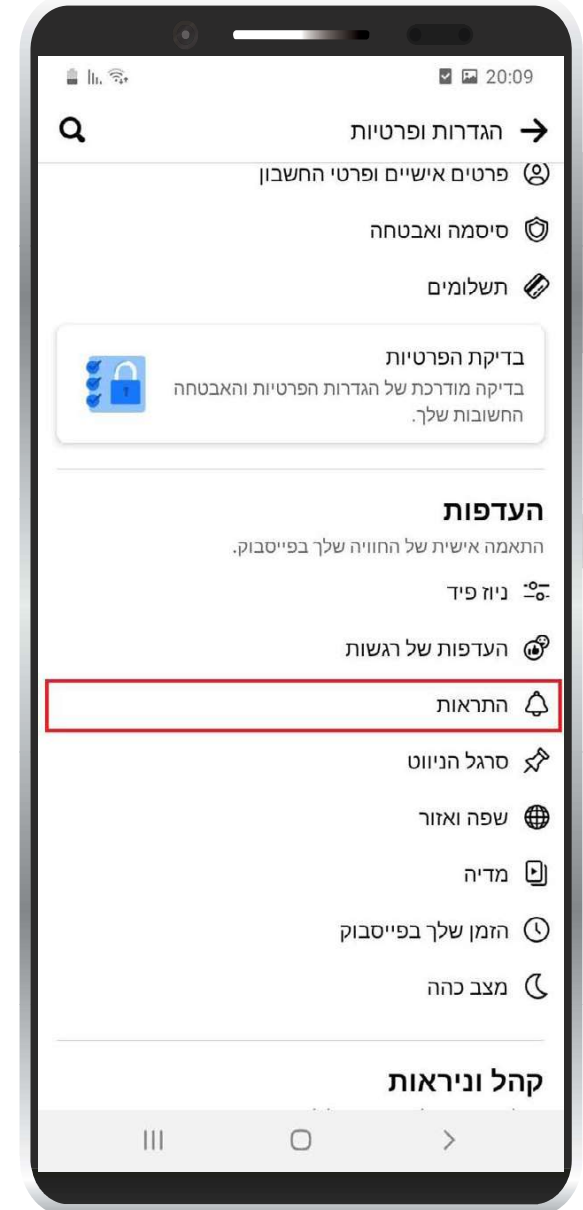 20:09
הגדרות ופרטיות
פרטים אישיים ופרטי החשבון
סיסמה ואבטחה
תשלומים
בדיקת הפרטיות
בדיקה מודרכת של הגדרות הפרטיות והאבטחה
החשובות שלך.
העדפות
התאמה אישית של החוויה שלך בפייסבוק.
ניוז פיד
העדפות של רגשות
התראות
סרגל הניווט
שפה ואזור
מדיה
הזמן שלך בפייסבוק
מצב כהה
קהל וניראות